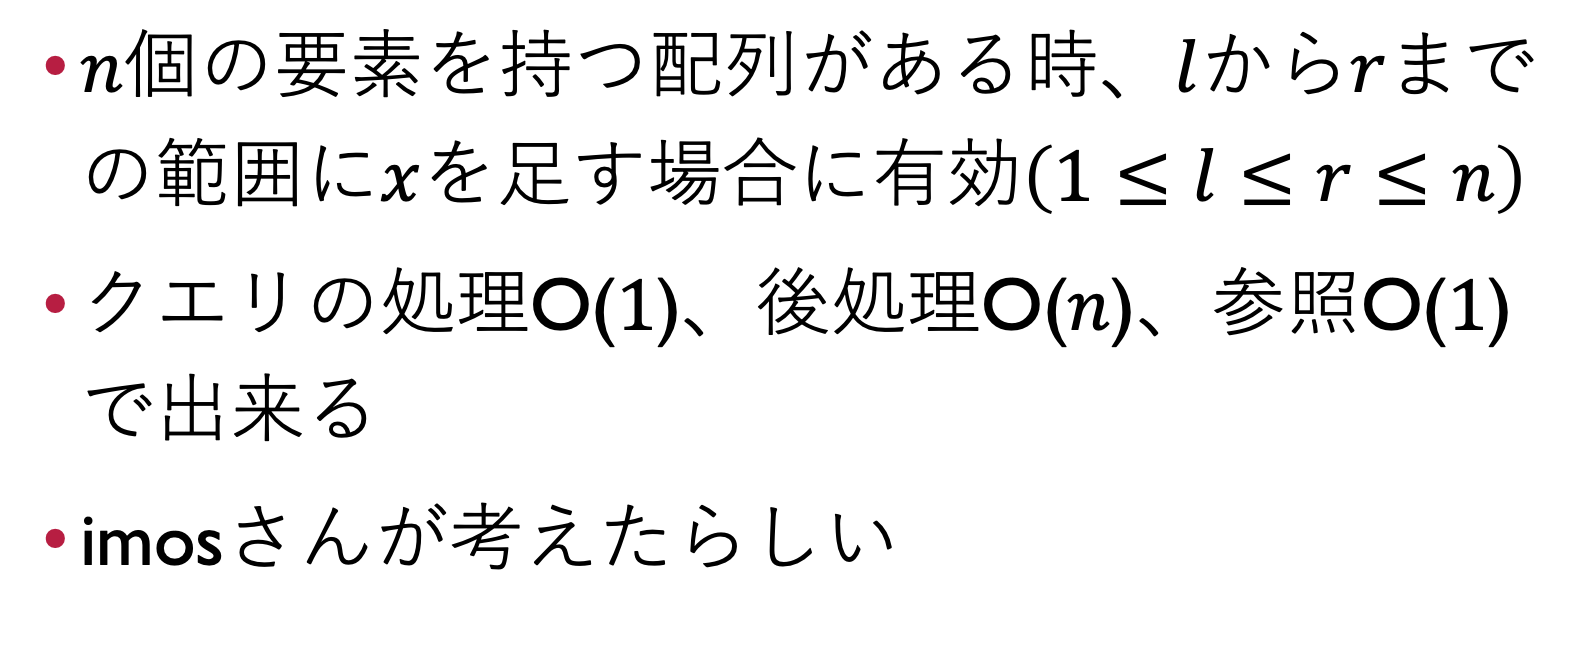 •n個の要素を持つ配列がある時、lからrまで
の範囲にxを足す場合に有効(1 ≤ l ≤ r ≤ n)
•クエリの処理O(1)、後処理O(n)、参照O(1)
で出来る
•imosさんが考えたらしい